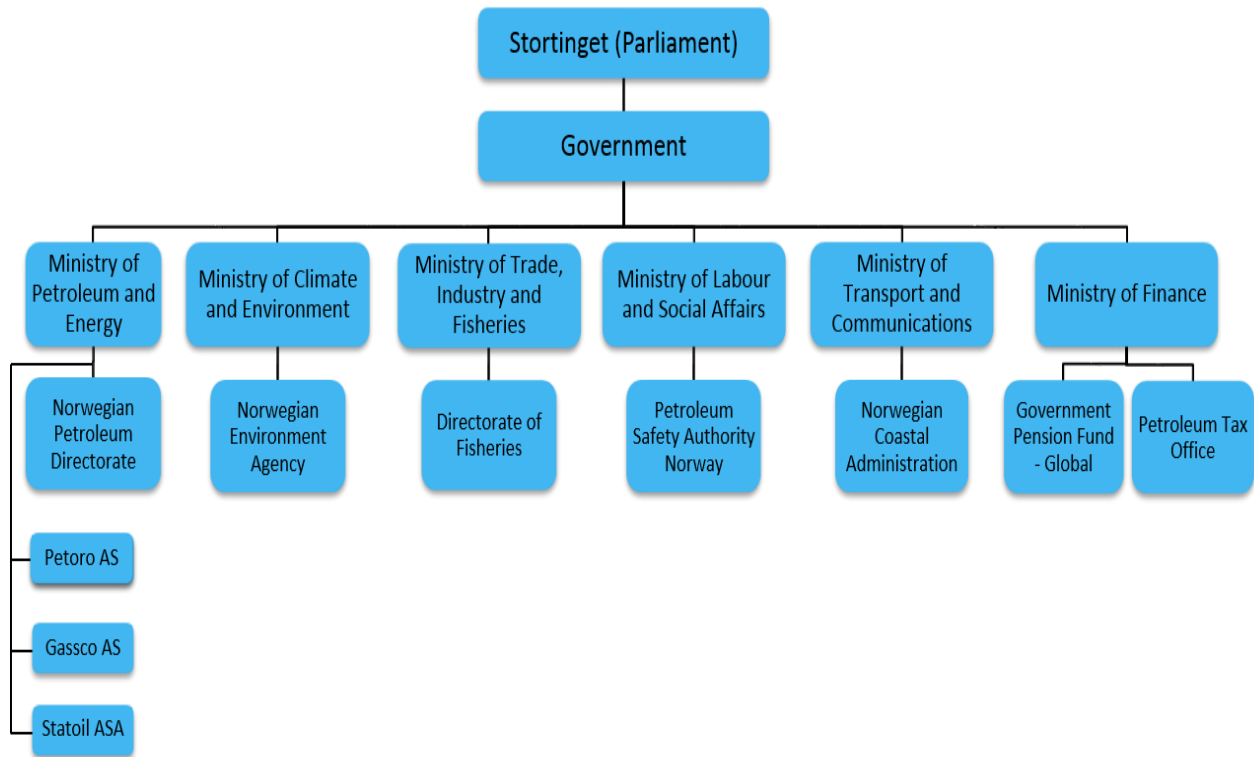 Stortinget (Parliament)
Government
Ministry of
Petroleum and
Energy
Ministry of Climate
and Environment
Ministry of Trade,
Industry and
Fisheries
Ministry of Labour
and Social Affairs
Ministry of
Transport and
Communications
Ministry of Finance
Norwegian
Petroleum
Directorate
Norwegian
Environment
Agency
Directorate of
Fisheries
Petroleum
Safety Authority
Norway
Norwegian
Coastal
Administration
Government
Pension Fund
- Global
Petroleum Tax
Office
Petoro AS
Gassco AS
Statoil ASA